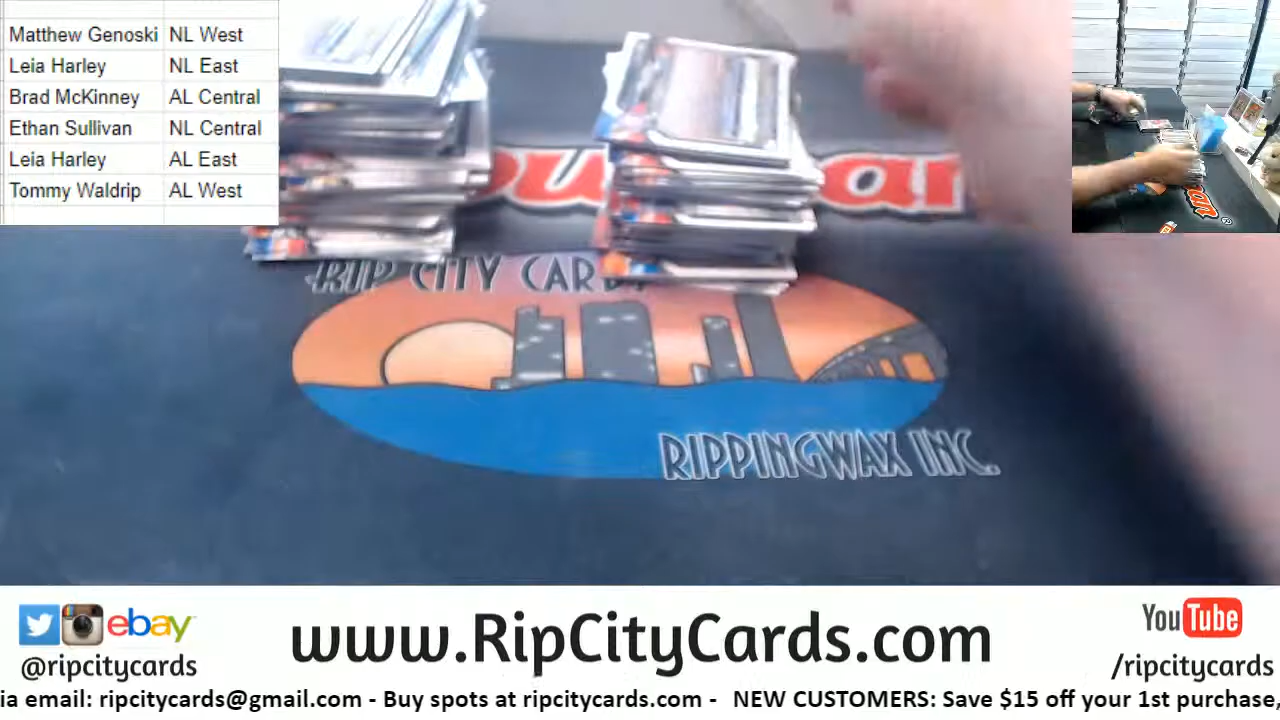 Matthew Genoski NL West
Leia Harley NL East
Brad McKinney AL Central
Ethan Sullivan NL Central
Leia Harley AL East
Tommy Waldrip AL West
RIP CITY CARDS
RIPPINGWAX INC.
ebay
www.RipCityCards.com
YouTube
@ripcitycards
/ripcitycards
ia email: ripcitycards@gmail.com - Buy spots at ripcitycards.com - NEW CUSTOMERS: Save $15 off your 1st purchase,